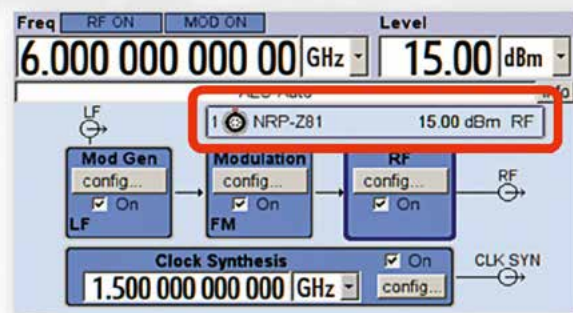 Freq RF ON MOD ON Level
6.000 000 000 00 GHz 15.00 dBm
1 NRP-Z81 15.00 dBm RF
LF
Mod Gen Modulation RF
config... config... config... RF
On On On
LF FM
Clock Synthesis On CLK SYN
1.500 000 000 000 GHz config...